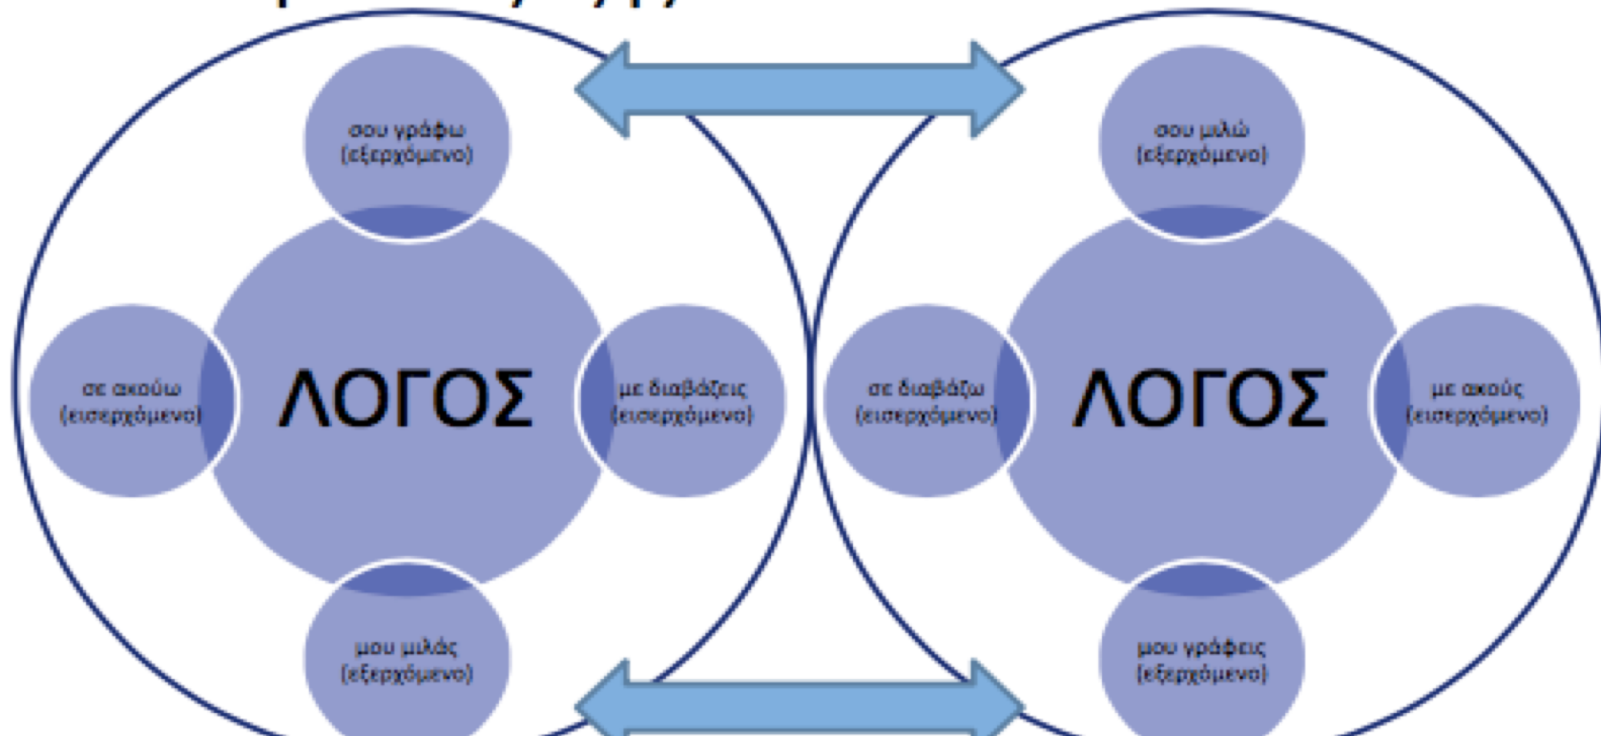 σου γράφω
(εξερχόμενο)
σε ακούω
(εισερχόμενο)
ΛΟΓΟΣ
με διαβάζεις
(εισερχόμενο)
μου μιλάς
(εξερχόμενο)
σου μιλώ
(εξερχόμενο)
σε διαβάζω
(εισερχόμενο)
ΛΟΓΟΣ
με ακούς
(εισερχόμενο)
μου γράφεις
(εξερχόμενο)